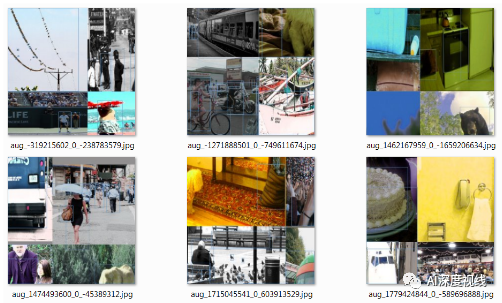 LIFE
aug_-319215602_0_-238783579.jpg
aug_-1271888501_0_-749611674.jpg
aug_1462167959_0_-1659206634.jpg
aug_1474493600_0_-45389312.jpg
aug_1715045541_0_603913529.jpg
aug_1779424844_0_-589696888.jpg
AI深度视线